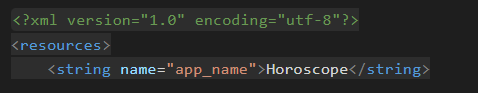 <?xml version="1.0" encoding="utf-8"?>
<resources>
    <string name="app_name">Horoscope</string>